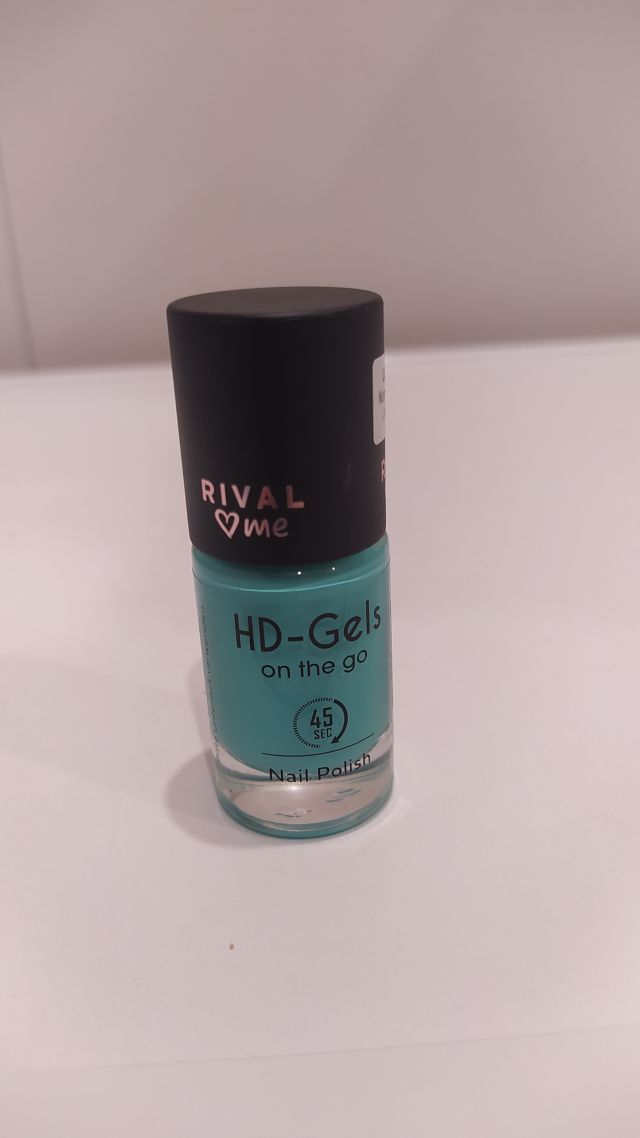 RIVAL
♡me
HD-Gels
on the go
45
SEC
Nail Polish